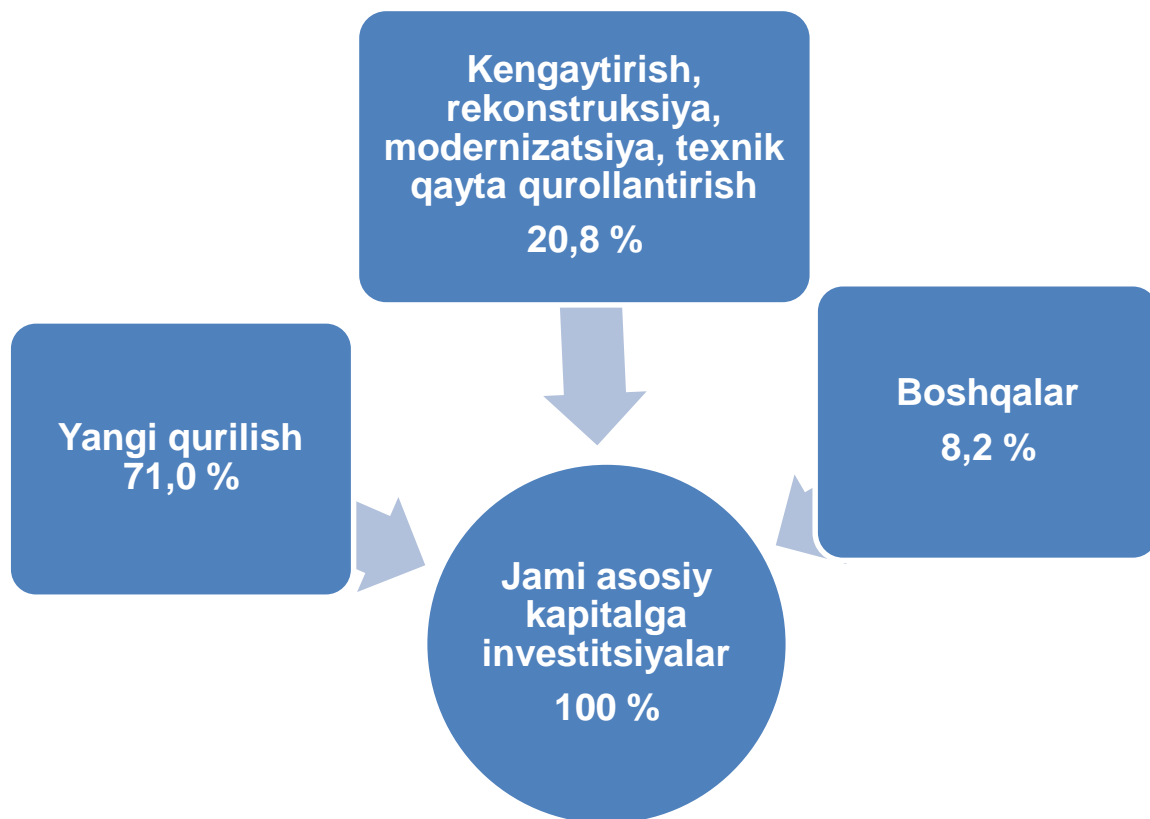 Kengaytirish,
rekonstruksiya,
modernizatsiya, texnik
qayta qurollantirish
20,8 %
Yangi qurilish
71,0 %
Boshqalar
8,2 %
Jami asosiy
kapitalga
investitsiyalar
100 %